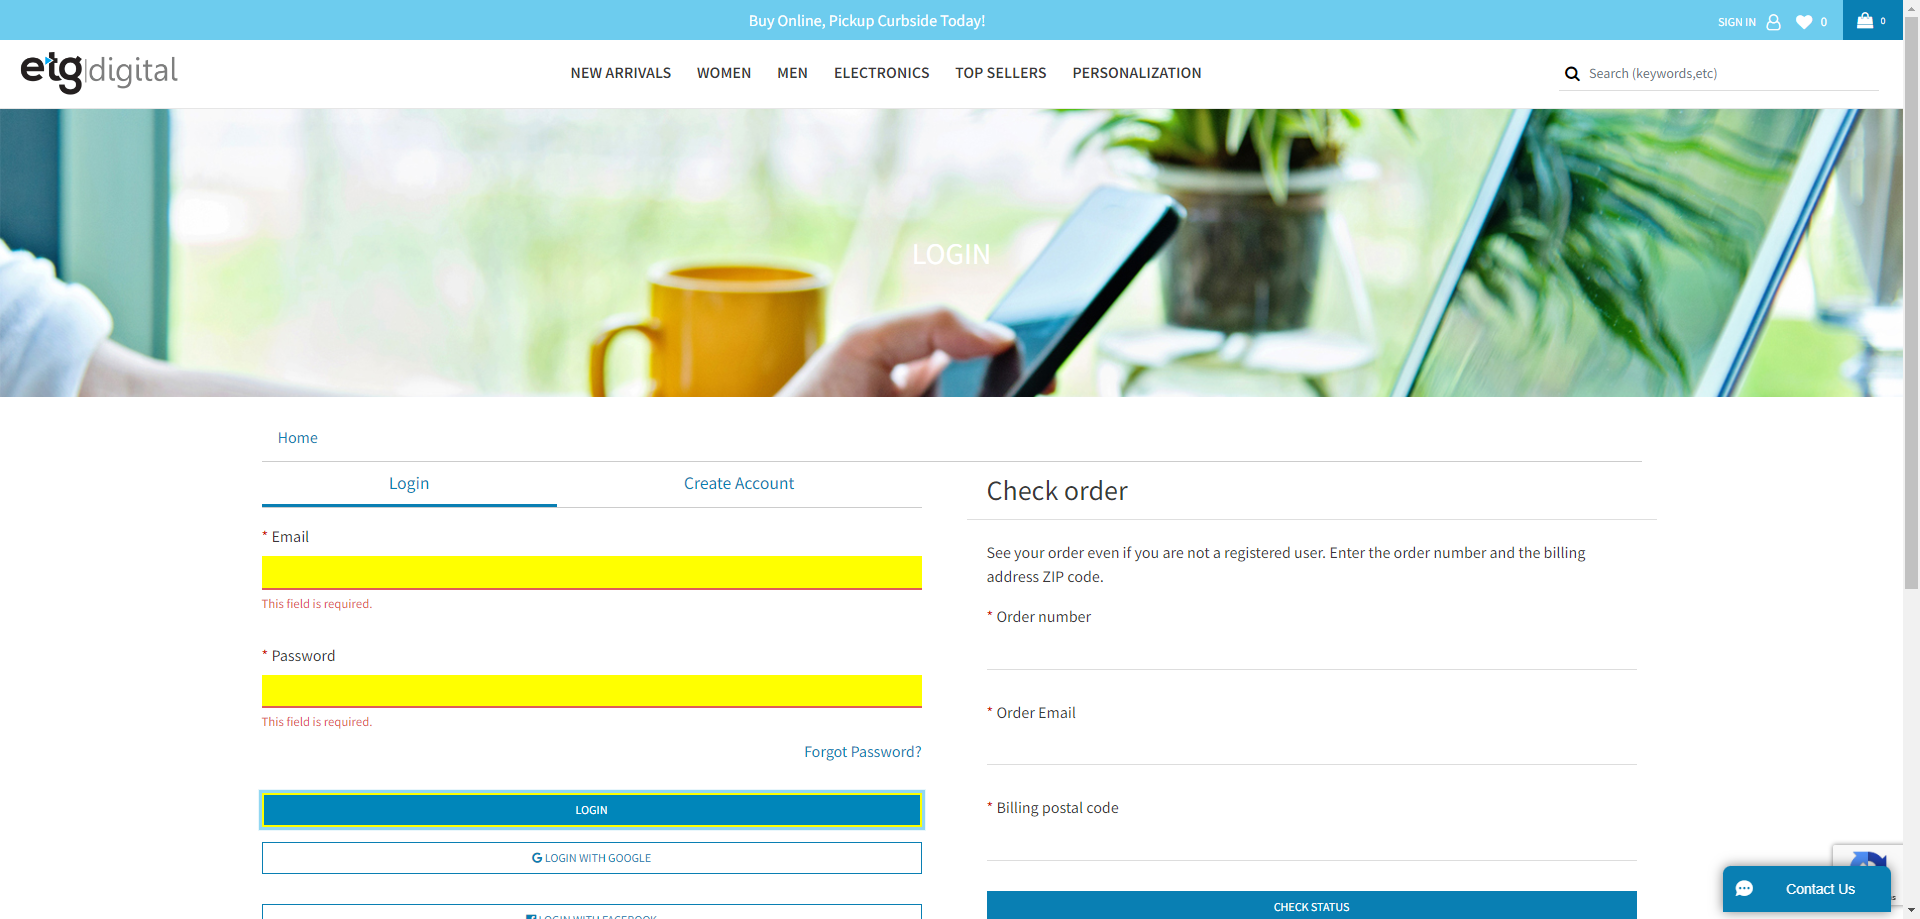 Buy Online, Pickup Curbside Today!
SIGN IN 0 0
etg|digital
NEW ARRIVALS WOMEN MEN ELECTRONICS TOP SELLERS PERSONALIZATION
Search (keywords,etc)
LOGIN
Home
Login Create Account
* Email
This field is required.
* Password
This field is required.
Forgot Password?
LOGIN
G LOGIN WITH GOOGLE
LOGIN WITH FACEBOOK
Check order
See your order even if you are not a registered user. Enter the order number and the billing
address ZIP code.
* Order number
* Order Email
* Billing postal code
CHECK STATUS
Contact Us